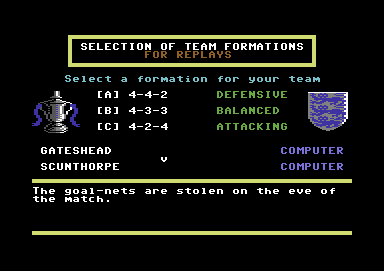 SELECTION OF TEAM FORMATIONS
FOR REPLAYS
Select a formation for your team
[A] 4-4-2 DEFENSIVE
[B] 4-3-3 BALANCED
[C] 4-2-4 ATTACKING
GATESHEAD COMPUTER
v
SCUNTHORPE COMPUTER
The goal-nets are stolen on the eve of
the match.